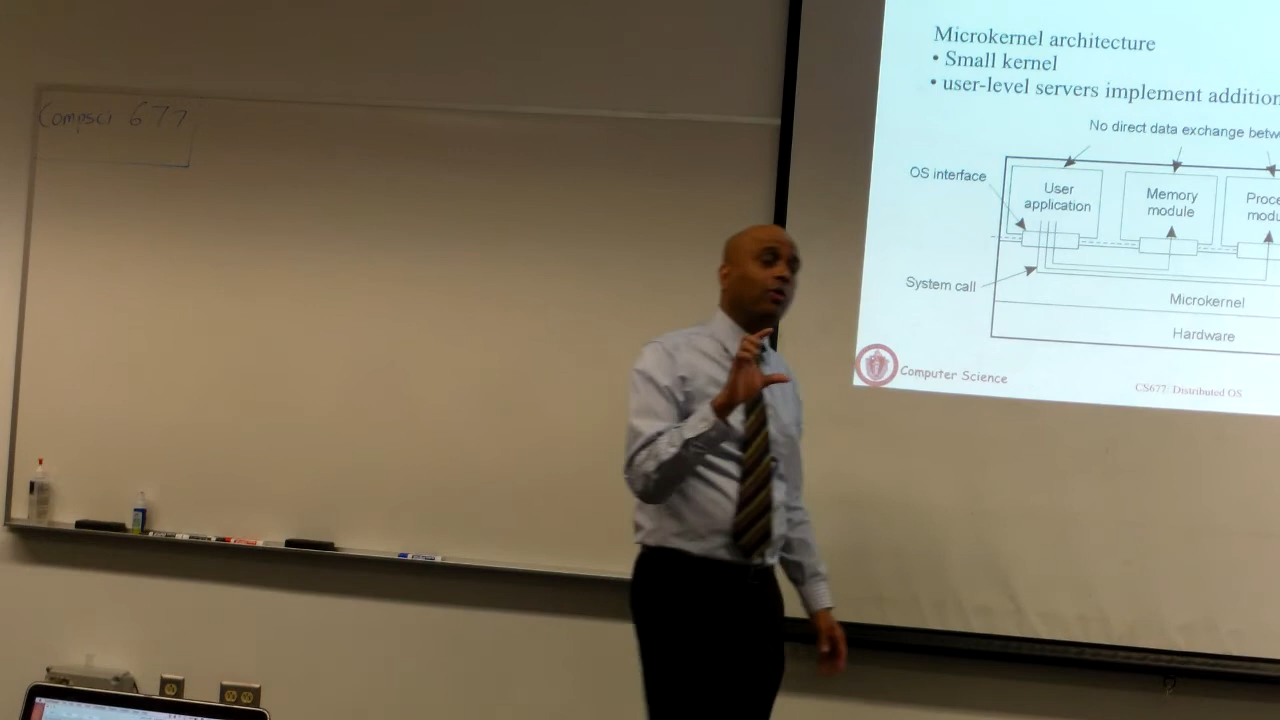 Compsci 677
Microkernel architecture
• Small kernel
• user-level servers implement addition
No direct data exchange betw
OS interface
User
application
Memory
module
Proce
modu
System call
Microkernel
Hardware
Computer Science
CS677: Distributed OS